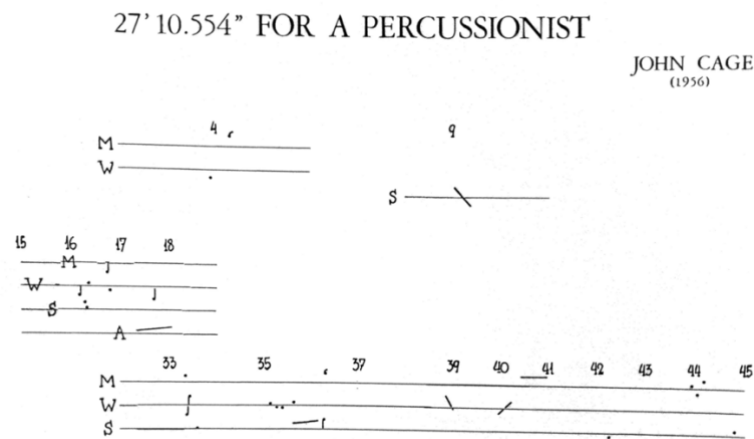 27' 10.554" FOR A PERCUSSIONIST
JOHN CAGE
(1956)
4 9
M
W
S
15 16 17 18
M
W
S
A
33 35 37 39 40 41 42 43 44 45
M
W
S